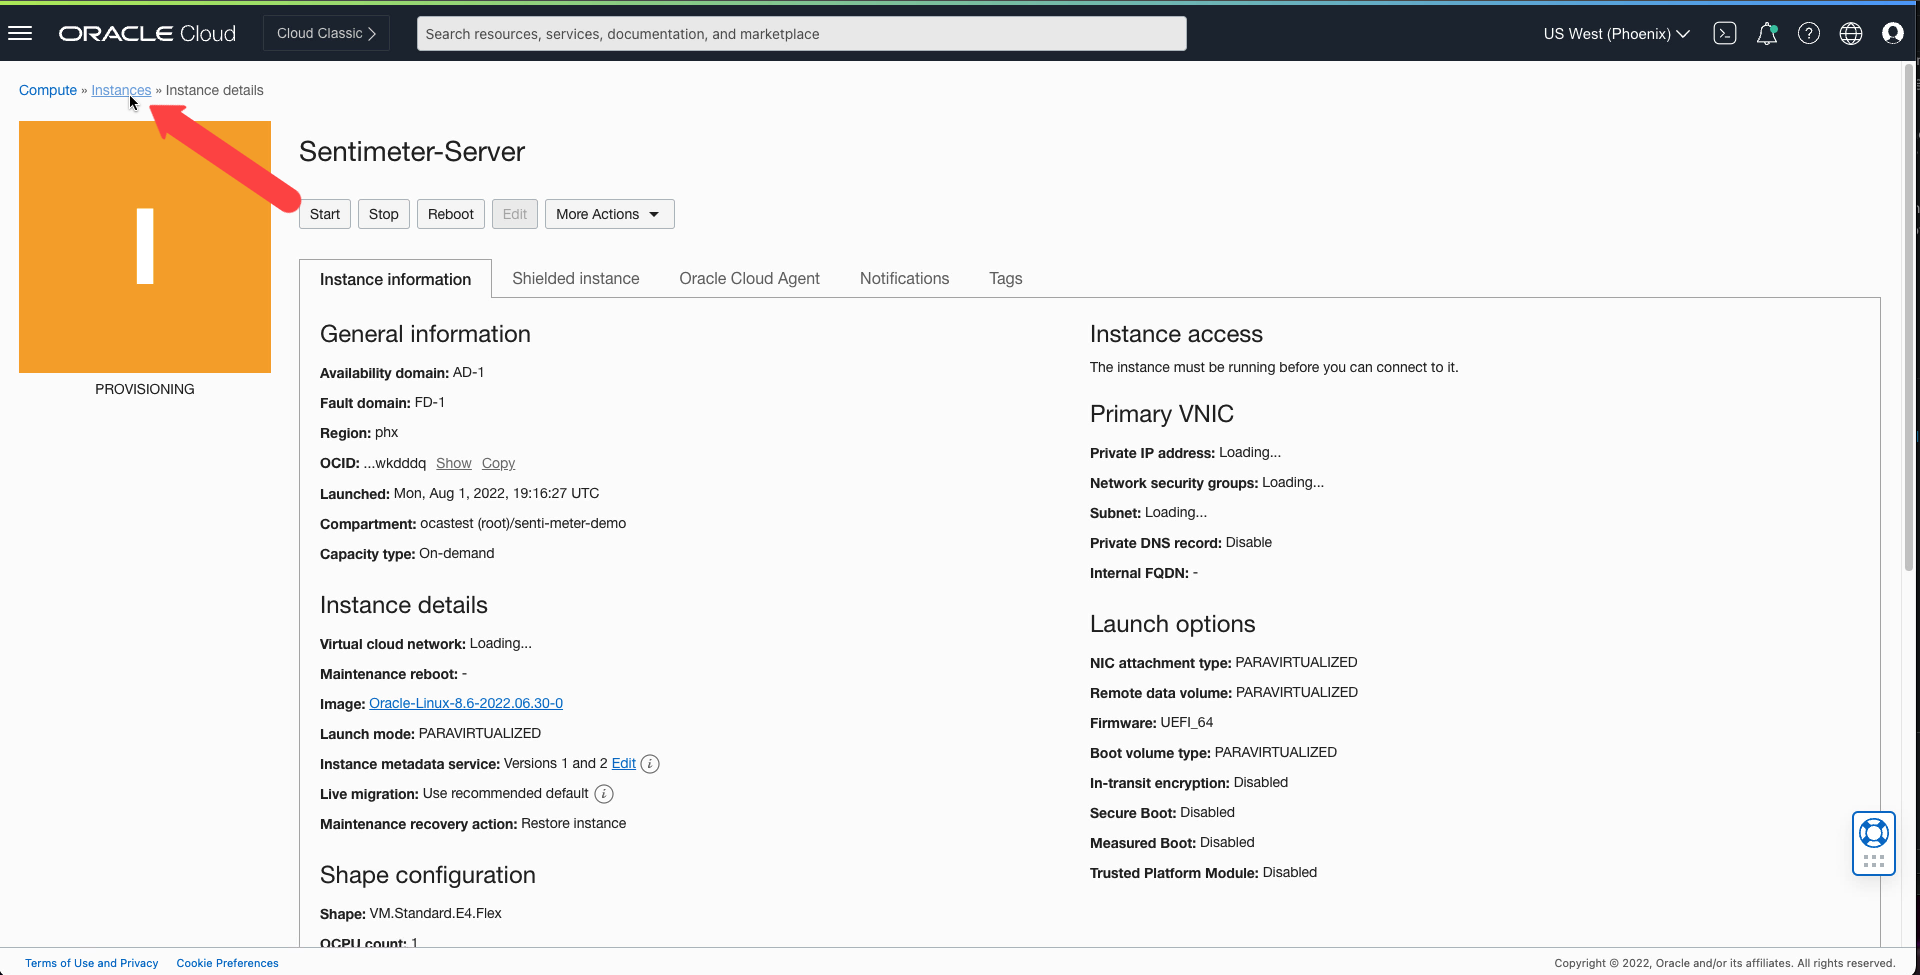 ORACLE Cloud
Cloud Classic
Search resources, services, documentation, and marketplace
US West (Phoenix)
Compute » Instances » Instance details
I
PROVISIONING
Sentimeter-Server
Start
Stop
Reboot
Edit
More Actions
Instance information
Shielded instance
Oracle Cloud Agent
Notifications
Tags
General information
Availability domain: AD-1
Fault domain: FD-1
Region: phx
OCID: ...wkdddq Show Copy
Launched: Mon, Aug 1, 2022, 19:16:27 UTC
Compartment: ocastest (root)/senti-meter-demo
Capacity type: On-demand
Instance details
Virtual cloud network: Loading...
Maintenance reboot: -
Image: Oracle-Linux-8.6-2022.06.30-0
Launch mode: PARAVIRTUALIZED
Instance metadata service: Versions 1 and 2 Edit i
Live migration: Use recommended default i
Maintenance recovery action: Restore instance
Shape configuration
Shape: VM.Standard.E4.Flex
OCPU count: 1
Instance access
The instance must be running before you can connect to it.
Primary VNIC
Private IP address: Loading...
Network security groups: Loading...
Subnet: Loading...
Private DNS record: Disable
Internal FQDN: -
Launch options
NIC attachment type: PARAVIRTUALIZED
Remote data volume: PARAVIRTUALIZED
Firmware: UEFI_64
Boot volume type: PARAVIRTUALIZED
In-transit encryption: Disabled
Secure Boot: Disabled
Measured Boot: Disabled
Trusted Platform Module: Disabled
Terms of Use and Privacy
Cookie Preferences
Copyright © 2022, Oracle and/or its affiliates. All rights reserved.